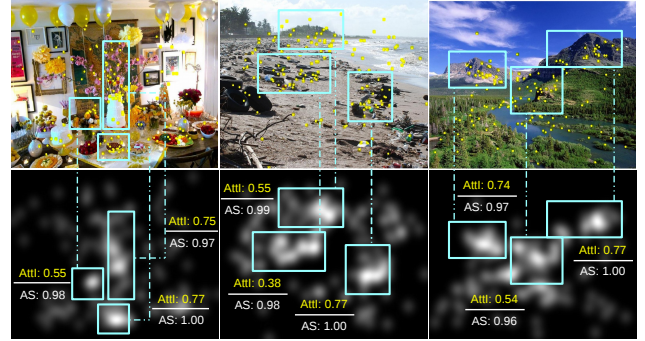 AttI: 0.75
AS: 0.97
AttI: 0.55
AS: 0.98
AttI: 0.77
AS: 1.00
AttI: 0.55
AS: 0.99
AttI: 0.38
AS: 0.98
AttI: 0.77
AS: 1.00
AttI: 0.74
AS: 0.97
AttI: 0.77
AS: 1.00
AttI: 0.54
AS: 0.96